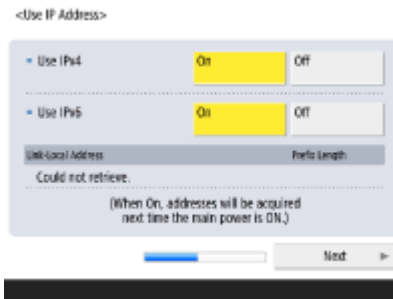 <Use IP Address>
Use IPv4
On
Off
Use IPv6
On
Off
Link-Local Address
Prefix Length
Could not retrieve.
(When On, addresses will be acquired
next time the main power is ON.)
Next